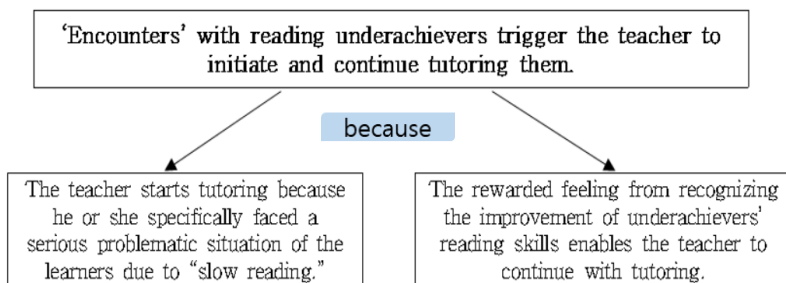 ‘Encounters’ with reading underachievers trigger the teacher to
initiate and continue tutoring them.
because
The teacher starts tutoring because
he or she specifically faced a
serious problematic situation of the
learners due to “slow reading.”
The rewarded feeling from recognizing
the improvement of underachievers’
reading skills enables the teacher to
continue with tutoring.